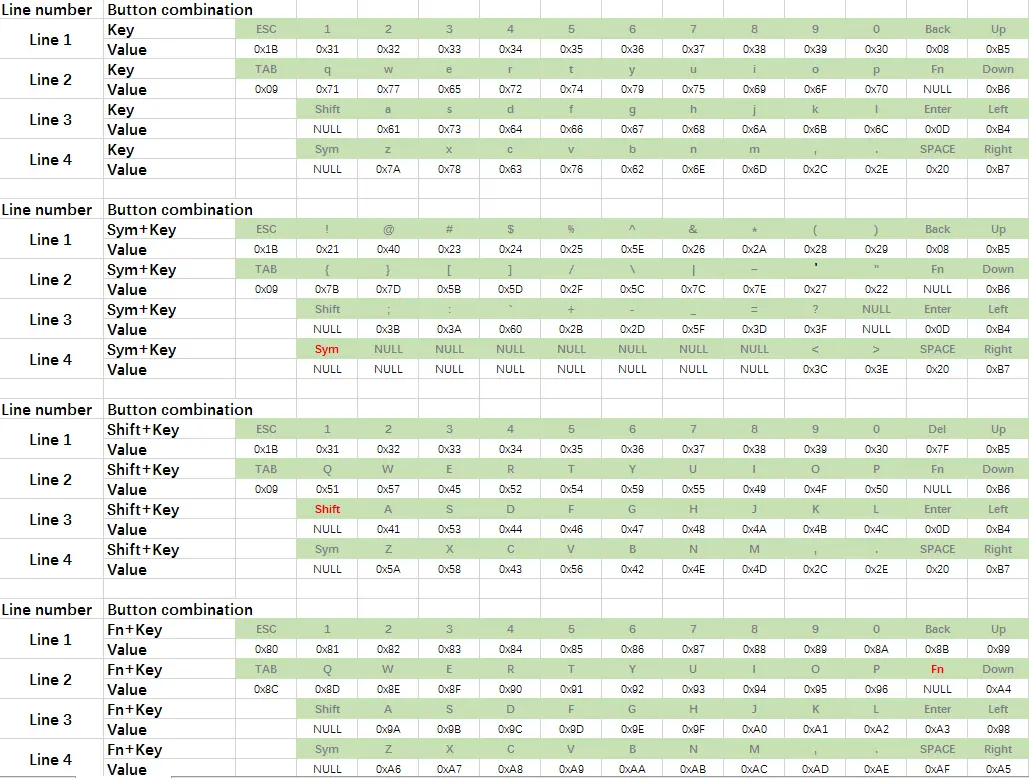 Line number Button combination
Line 1 Key ESC 1 2 3 4 5 6 7 8 9 0 Back Up
Value 0x1B 0x31 0x32 0x33 0x34 0x35 0x36 0x37 0x38 0x39 0x30 0x08 0xB5
Line 2 Key TAB q w e r t y u i o p Fn Down
Value 0x09 0x71 0x77 0x65 0x72 0x74 0x79 0x75 0x69 0x6F 0x70 NULL 0xB6
Line 3 Key Shift a s d f g h j k l Enter Left
Value NULL 0x61 0x73 0x64 0x66 0x67 0x68 0x6A 0x6B 0x6C 0x0D 0xB4
Line 4 Key Sym z x c v b n m , . SPACE Right
Value NULL 0x7A 0x78 0x63 0x76 0x62 0x6E 0x6D 0x2C 0x2E 0x20 0xB7
Line number Button combination
Line 1 Sym+Key ESC ! @ # $ % ^ & * ( ) Back Up
Value 0x1B 0x21 0x40 0x23 0x24 0x25 0x5E 0x26 0x2A 0x28 0x29 0x08 0xB5
Line 2 Sym+Key TAB { } [ ] / \ | ~ ' " Fn Down
Value 0x09 0x7B 0x7D 0x5B 0x5D 0x2F 0x5C 0x7C 0x7E 0x27 0x22 NULL 0xB6
Line 3 Sym+Key Shift ; : ` + - _ = ? NULL Enter Left
Value NULL 0x3B 0x3A 0x60 0x2B 0x2D 0x5F 0x3D 0x3F NULL 0x0D 0xB4
Line 4 Sym+Key Sym NULL NULL NULL NULL NULL NULL NULL < > SPACE Right
Value NULL NULL NULL NULL NULL NULL NULL NULL 0x3C 0x3E 0x20 0xB7
Line number Button combination
Line 1 Shift+Key ESC 1 2 3 4 5 6 7 8 9 0 Del Up
Value 0x1B 0x31 0x32 0x33 0x34 0x35 0x36 0x37 0x38 0x39 0x30 0x7F 0xB5
Line 2 Shift+Key TAB Q W E R T Y U I O P Fn Down
Value 0x09 0x51 0x57 0x45 0x52 0x54 0x59 0x55 0x49 0x4F 0x50 NULL 0xB6
Line 3 Shift+Key Shift A S D F G H J K L Enter Left
Value NULL 0x41 0x53 0x44 0x46 0x47 0x48 0x4A 0x4B 0x4C 0x0D 0xB4
Line 4 Shift+Key Sym Z X C V B N M , . SPACE Right
Value NULL 0x5A 0x58 0x43 0x56 0x42 0x4E 0x4D 0x2C 0x2E 0x20 0xB7
Line number Button combination
Line 1 Fn+Key ESC 1 2 3 4 5 6 7 8 9 0 Back Up
Value 0x80 0x81 0x82 0x83 0x84 0x85 0x86 0x87 0x88 0x89 0x8A 0x8B 0x99
Line 2 Fn+Key TAB Q W E R T Y U I O P Fn Down
Value 0x8C 0x8D 0x8E 0x8F 0x90 0x91 0x92 0x93 0x94 0x95 0x96 NULL 0xA4
Line 3 Fn+Key Shift A S D F G H J K L Enter Left
Value NULL 0x9A 0x9B 0x9C 0x9D 0x9E 0x9F 0xA0 0xA1 0xA2 0xA3 0x98
Line 4 Fn+Key Sym Z X C V B N M , . SPACE Right
Value NULL 0xA6 0xA7 0xA8 0xA9 0xAA 0xAB 0xAC 0xAD 0xAE 0xAF 0xA5